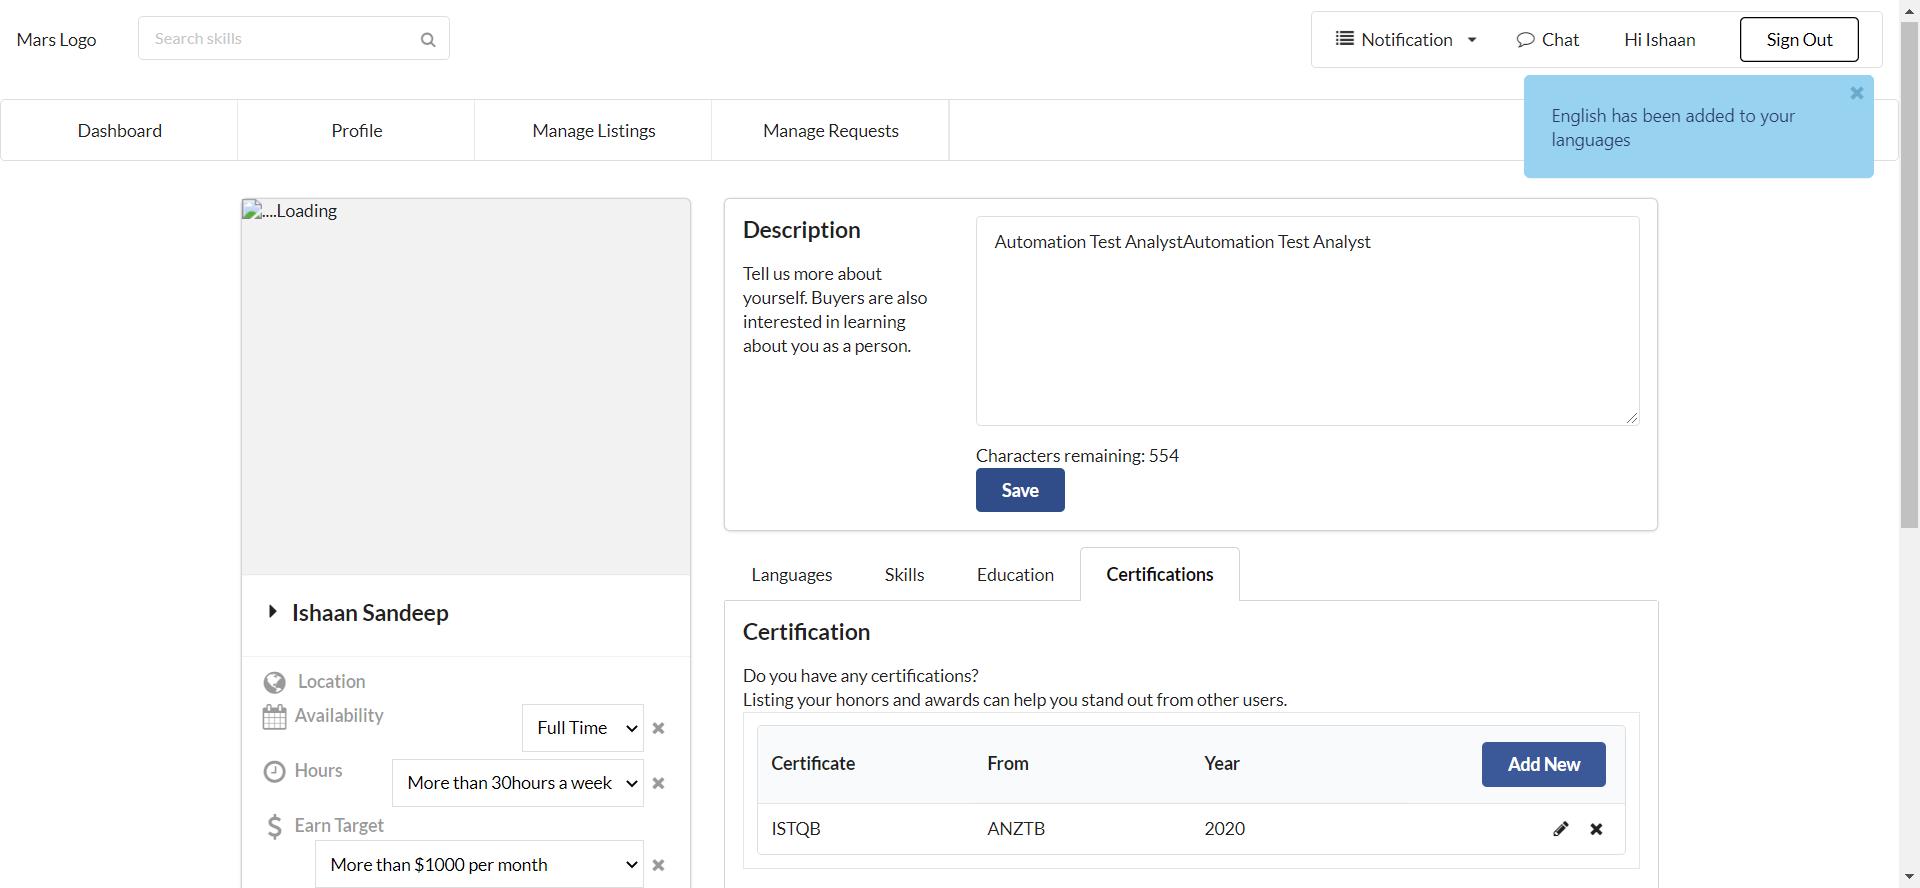 Mars Logo
Search skills
Notification
Chat
Hi Ishaan
Sign Out
English has been added to your
languages
Dashboard
Profile
Manage Listings
Manage Requests
....Loading
Ishaan Sandeep
Location
Availability
Full Time
Hours
More than 30hours a week
Earn Target
More than $1000 per month
Description
Tell us more about
yourself. Buyers are also
interested in learning
about you as a person.
Automation Test AnalystAutomation Test Analyst
Characters remaining: 554
Save
Languages
Skills
Education
Certifications
Certification
Do you have any certifications?
Listing your honors and awards can help you stand out from other users.
Certificate
From
Year
Add New
ISTQB
ANZTB
2020